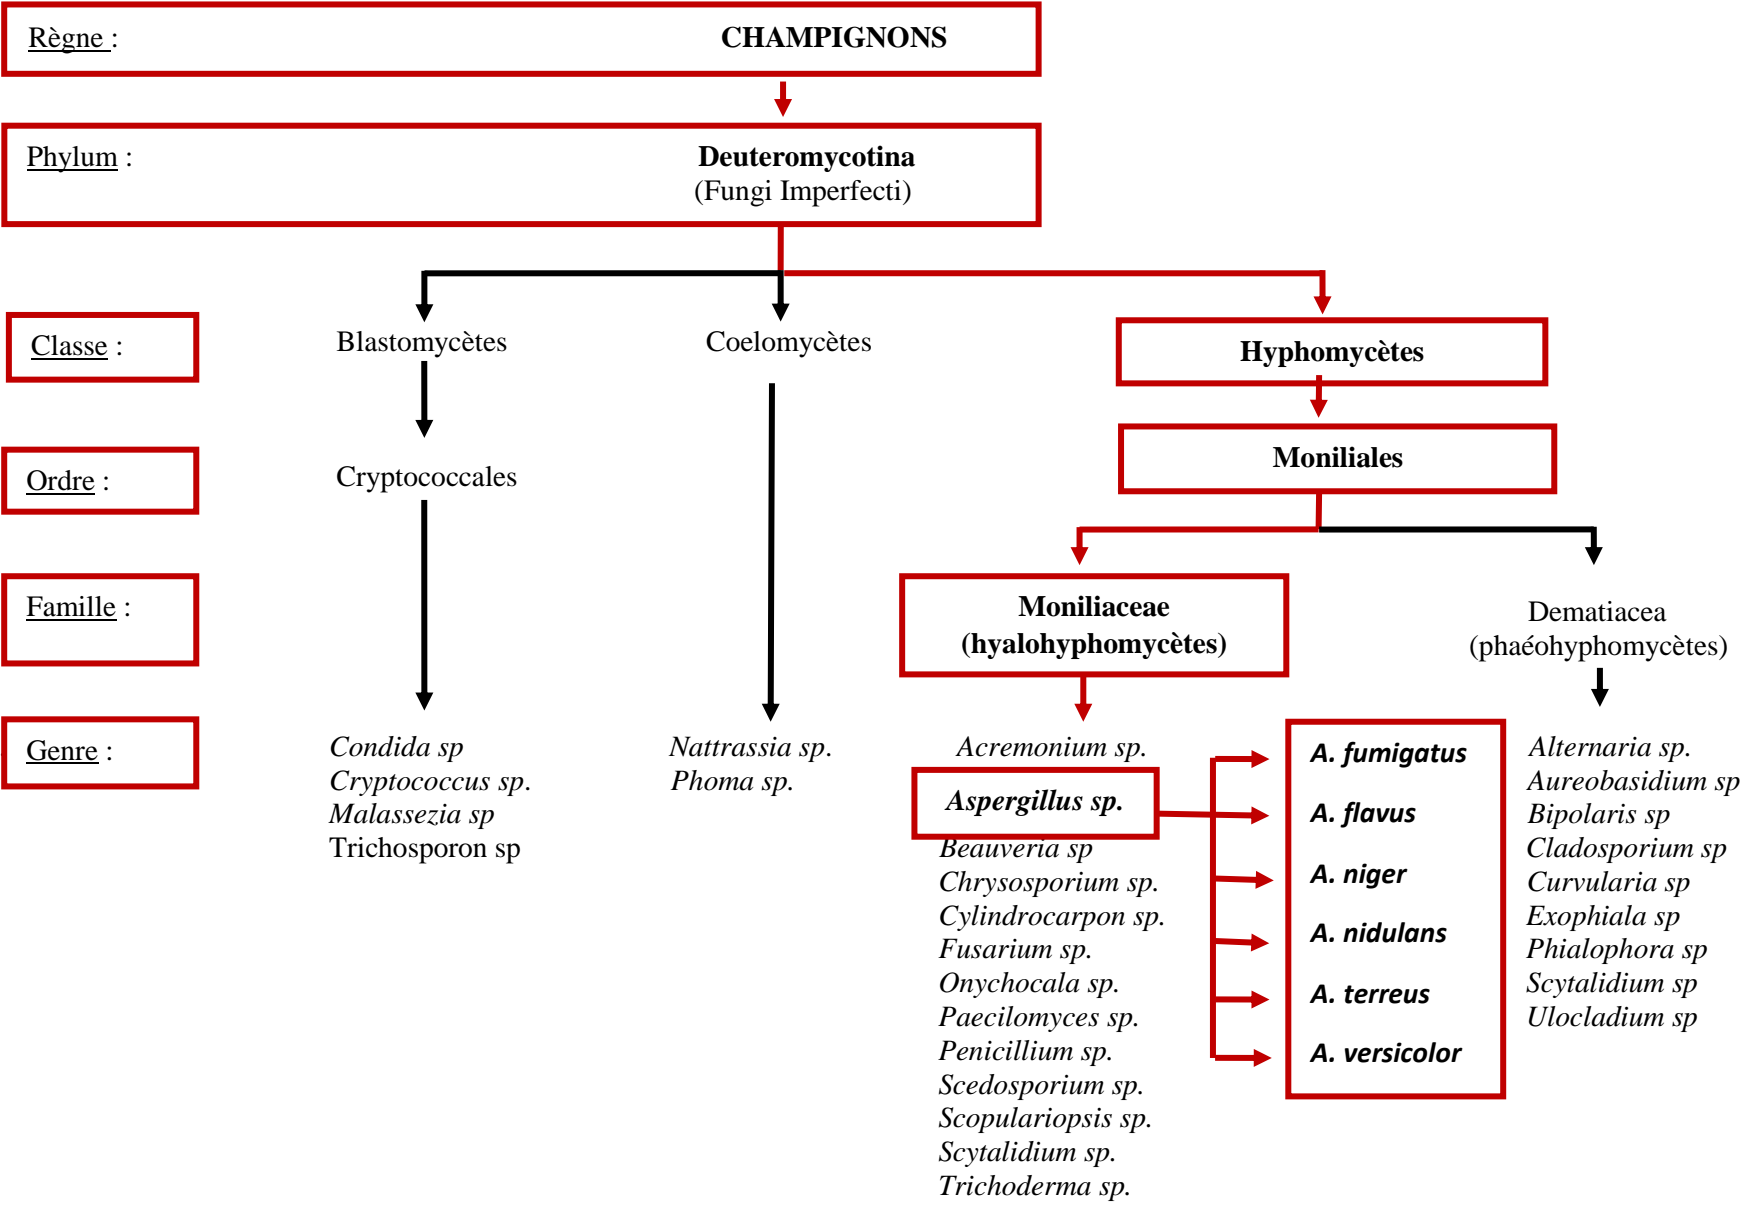 Règne : CHAMPIGNONS
Phylum : Deuteromycotina
(Fungi Imperfecti)
Classe :
Blastomycètes
Coelomycètes
Hyphomycètes
Ordre :
Cryptococcales
Moniliales
Famille :
Moniliaceae
(hyalohyphomycètes)
Dematiacea
(phaéohyphomycètes)
Genre :
Condida sp
Cryptococcus sp.
Malassezia sp
Trichosporon sp
Nattrassia sp.
Phoma sp.
Acremonium sp.
Aspergillus sp.
Beauveria sp
Chrysosporium sp.
Cylindrocarpon sp.
Fusarium sp.
Onychocala sp.
Paecilomyces sp.
Penicillium sp.
Scedosporium sp.
Scopulariopsis sp.
Scytalidium sp.
Trichoderma sp.
A. fumigatus
A. flavus
A. niger
A. nidulans
A. terreus
A. versicolor
Alternaria sp.
Aureobasidium sp
Bipolaris sp
Cladosporium sp
Curvularia sp
Exophiala sp
Phialophora sp
Scytalidium sp
Ulocladium sp